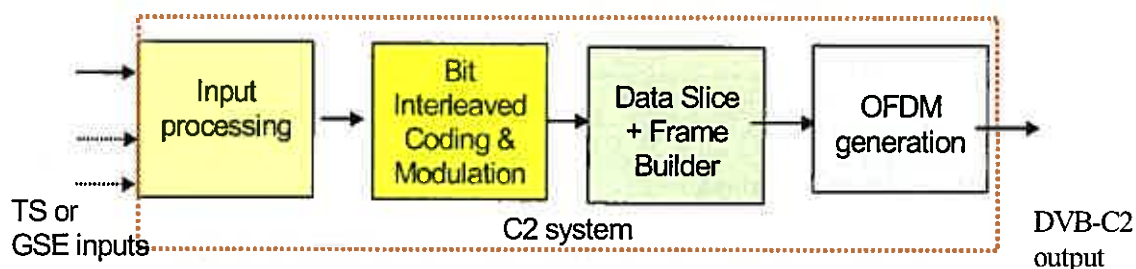 Input
processing
Bit
Interleaved
Coding &
Modulation
Data Slice
+ Frame
Builder
OFDM
generation
TS or
GSE inputs
C2 system
DVB-C2
output